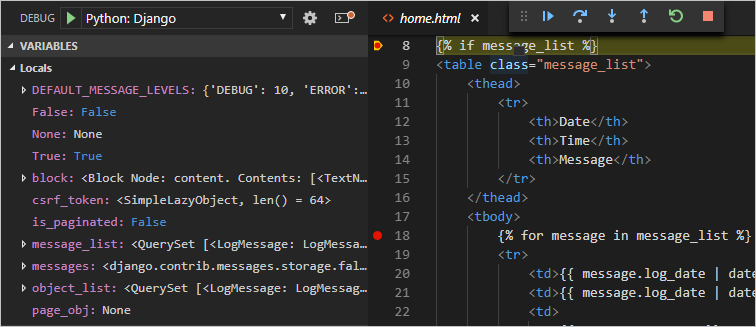 DEBUG Python: Django
VARIABLES
Locals
DEFAULT_MESSAGE_LEVELS: {'DEBUG': 10, 'ERROR':…
False: False
None: None
True: True
block: <Block Node: content. Contents: [<TextN…
csrf_token: <SimpleLazyObject, len() = 64>
is_paginated: False
message_list: <QuerySet [<LogMessage: LogMessa…
messages: <django.contrib.messages.storage.fal…
object_list: <QuerySet [<LogMessage: LogMessag…
page_obj: None
home.html
8 {% if message_list %}
9 <table class="message_list">
10 <thead>
11 <tr>
12 <th>Date</th>
13 <th>Time</th>
14 <th>Message</th>
15 </tr>
16 </thead>
17 <tbody>
18 {% for message in message_list %}
19 <tr>
20 <td>{{ message.log_date | date
21 <td>{{ message.log_date | date
22 <td>